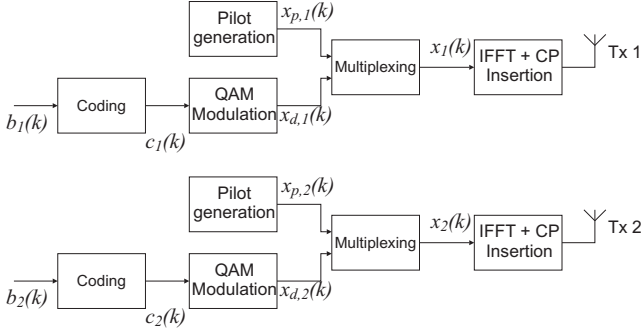 Pilot
generation
x_{p,1}(k)
Multiplexing
x_1(k)
IFFT + CP
Insertion
Tx 1
b_1(k)
Coding
c_1(k)
QAM
Modulation
x_{d,1}(k)
Pilot
generation
x_{p,2}(k)
Multiplexing
x_2(k)
IFFT + CP
Insertion
Tx 2
b_2(k)
Coding
c_2(k)
QAM
Modulation
x_{d,2}(k)